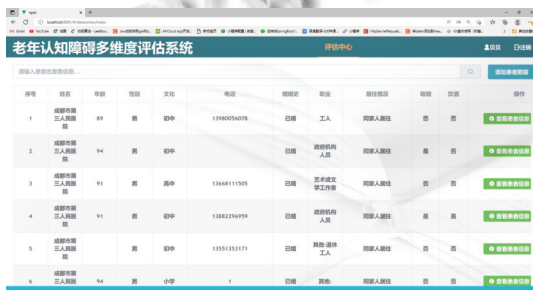 老年认知障碍多维度评估系统
评估中心
序号 姓名 年龄 性别 文化 电话 婚姻史 职业 居住情况 吸烟 饮酒 操作
添加患者前端
1 成都市第三人民医院 89 男 初中 13980056078 已婚 工人 同家人居住 否 否 查看患者信息
2 成都市第三人民医院 94 男 初中 已婚 政府机构人员 同家人居住 是 否 查看患者信息
3 成都市第三人民医院 91 男 高中 13668111505 已婚 艺术或文学工作者 同家人居住 否 否 查看患者信息
4 成都市第三人民医院 91 男 初中 13882296959 已婚 政府机构人员 同家人居住 是 是 查看患者信息
5 成都市第三人民医院 91 男 初中 13551353171 已婚 其他:退休工人 同家人居住 否 否 查看患者信息
6 成都市第三人民医院 94 男 小学 1 已婚 其他: 同家人居住 否 否 查看患者信息